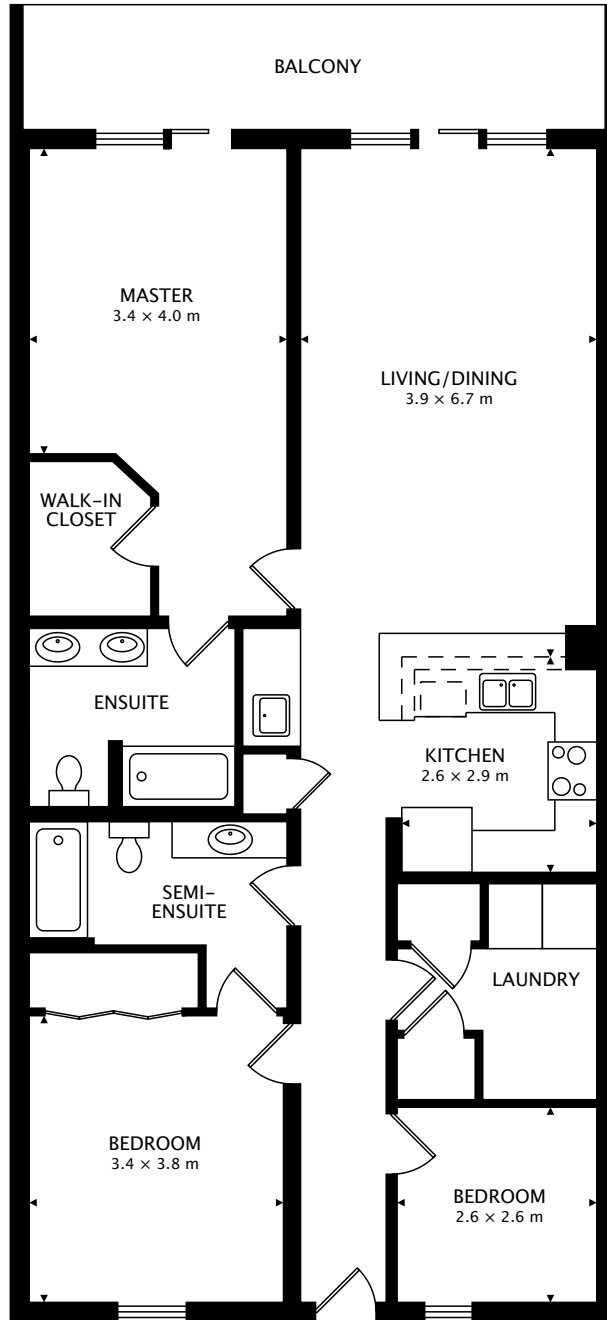 BALCONY
MASTER
3.4 × 4.0 m
LIVING/DINING
3.9 × 6.7 m
WALK-IN
CLOSET
ENSUITE
KITCHEN
2.6 × 2.9 m
SEMI-
ENSUITE
LAUNDRY
BEDROOM
3.4 × 3.8 m
BEDROOM
2.6 × 2.6 m